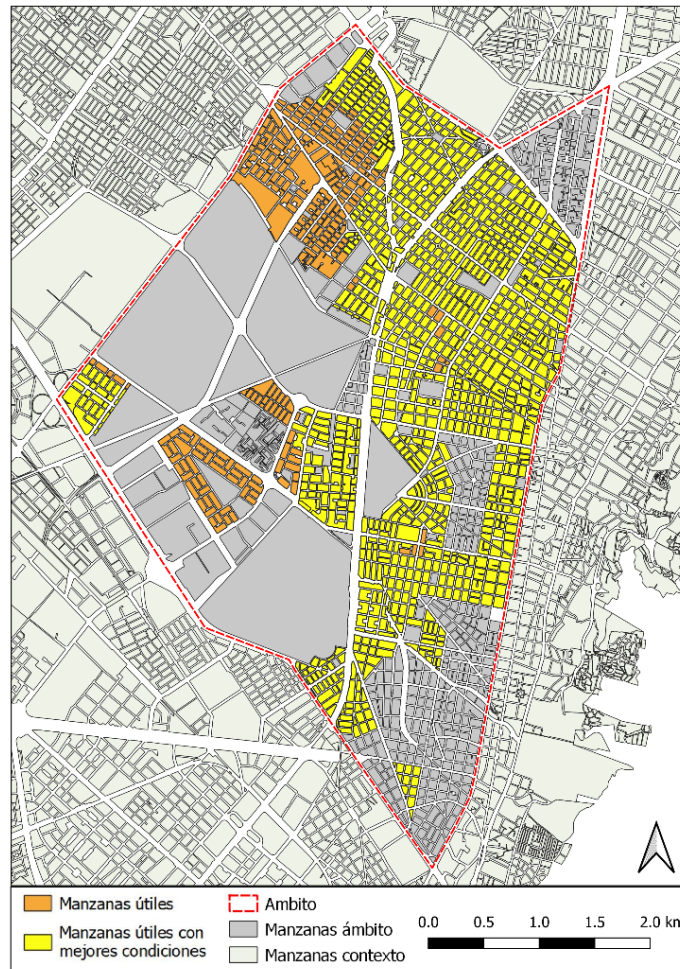 Manzanas útiles
Manzanas útiles con
mejores condiciones
Ambito
Manzanas ámbito
Manzanas contexto
0.0 0.5 1.0 1.5 2.0 km